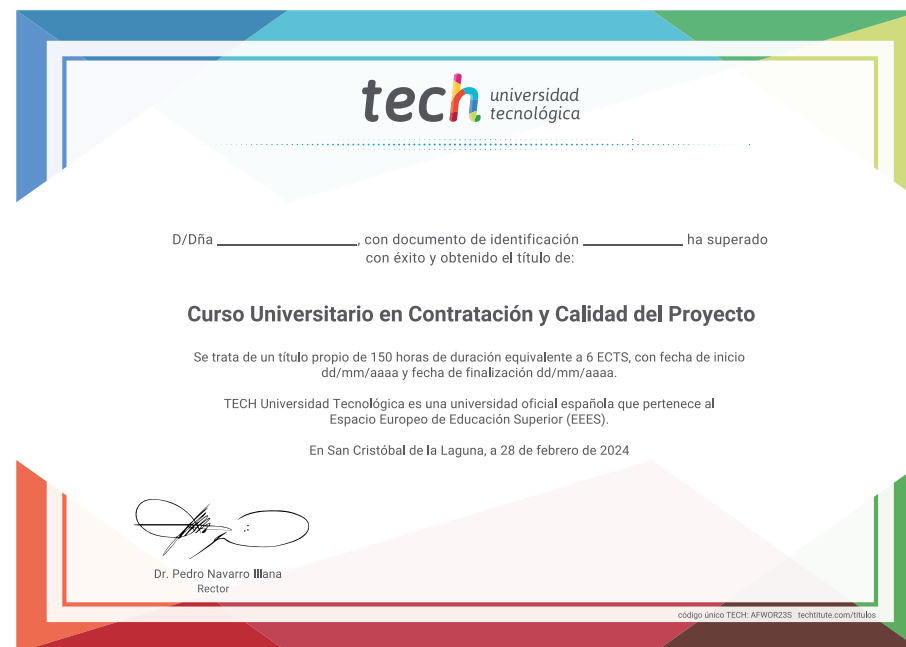 tech universidad
tecnológica
D/Dña ____________________, con documento de identificación ______________ ha superado
con éxito y obtenido el título de:
Curso Universitario en Contratación y Calidad del Proyecto
Se trata de un título propio de 150 horas de duración equivalente a 6 ECTS, con fecha de inicio
dd/mm/aaaa y fecha de finalización dd/mm/aaaa.
TECH Universidad Tecnológica es una universidad oficial española que pertenece al
Espacio Europeo de Educación Superior (EEES).
En San Cristóbal de la Laguna, a 28 de febrero de 2024
Dr. Pedro Navarro Illana
Rector
código único TECH: AFWOR23S techtitute.com/titulos